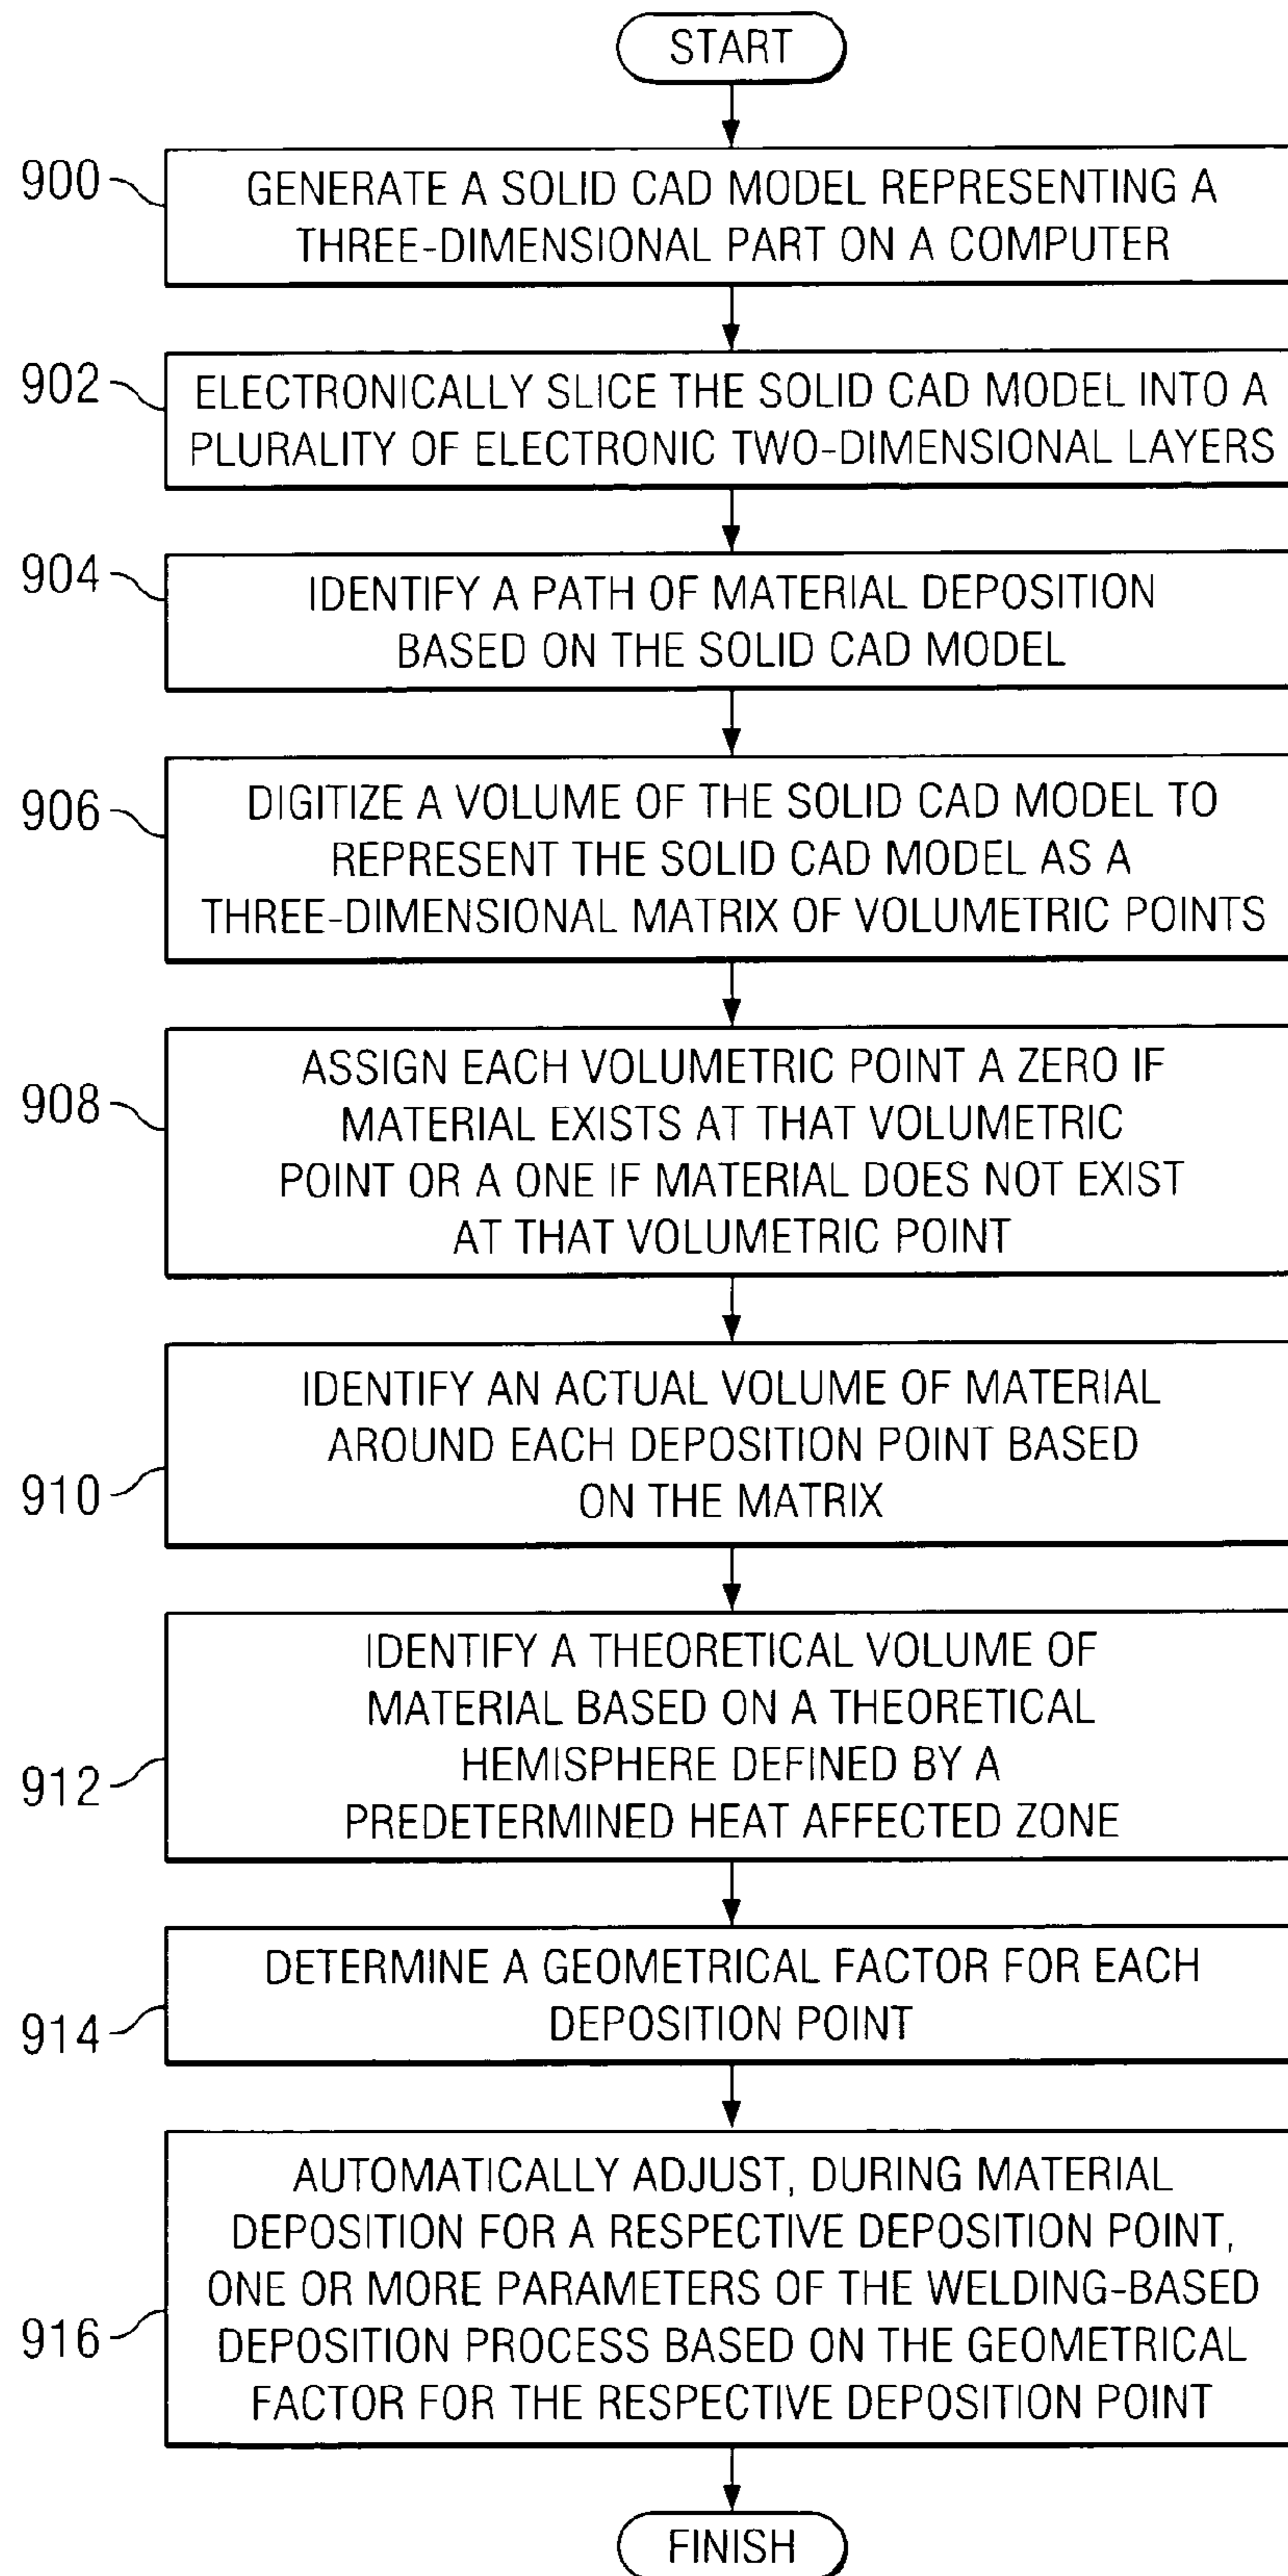 START
900
GENERATE A SOLID CAD MODEL REPRESENTING A
THREE-DIMENSIONAL PART ON A COMPUTER
902
ELECTRONICALLY SLICE THE SOLID CAD MODEL INTO A
PLURALITY OF ELECTRONIC TWO-DIMENSIONAL LAYERS
904
IDENTIFY A PATH OF MATERIAL DEPOSITION
BASED ON THE SOLID CAD MODEL
906
DIGITIZE A VOLUME OF THE SOLID CAD MODEL TO
REPRESENT THE SOLID CAD MODEL AS A
THREE-DIMENSIONAL MATRIX OF VOLUMETRIC POINTS
908
ASSIGN EACH VOLUMETRIC POINT A ZERO IF
MATERIAL EXISTS AT THAT VOLUMETRIC
POINT OR A ONE IF MATERIAL DOES NOT EXIST
AT THAT VOLUMETRIC POINT
910
IDENTIFY AN ACTUAL VOLUME OF MATERIAL
AROUND EACH DEPOSITION POINT BASED
ON THE MATRIX
912
IDENTIFY A THEORETICAL VOLUME OF
MATERIAL BASED ON A THEORETICAL
HEMISPHERE DEFINED BY A
PREDETERMINED HEAT AFFECTED ZONE
914
DETERMINE A GEOMETRICAL FACTOR FOR EACH
DEPOSITION POINT
916
AUTOMATICALLY ADJUST, DURING MATERIAL
DEPOSITION FOR A RESPECTIVE DEPOSITION POINT,
ONE OR MORE PARAMETERS OF THE WELDING-BASED
DEPOSITION PROCESS BASED ON THE GEOMETRICAL
FACTOR FOR THE RESPECTIVE DEPOSITION POINT
FINISH